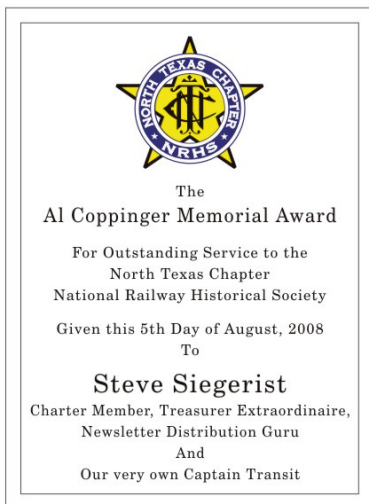 NORTH TEXAS CHAPTER
NRHS
The
Al Coppinger Memorial Award
For Outstanding Service to the
North Texas Chapter
National Railway Historical Society
Given this 5th Day of August, 2008
To
Steve Siegerist
Charter Member, Treasurer Extraordinaire,
Newsletter Distribution Guru
And
Our very own Captain Transit